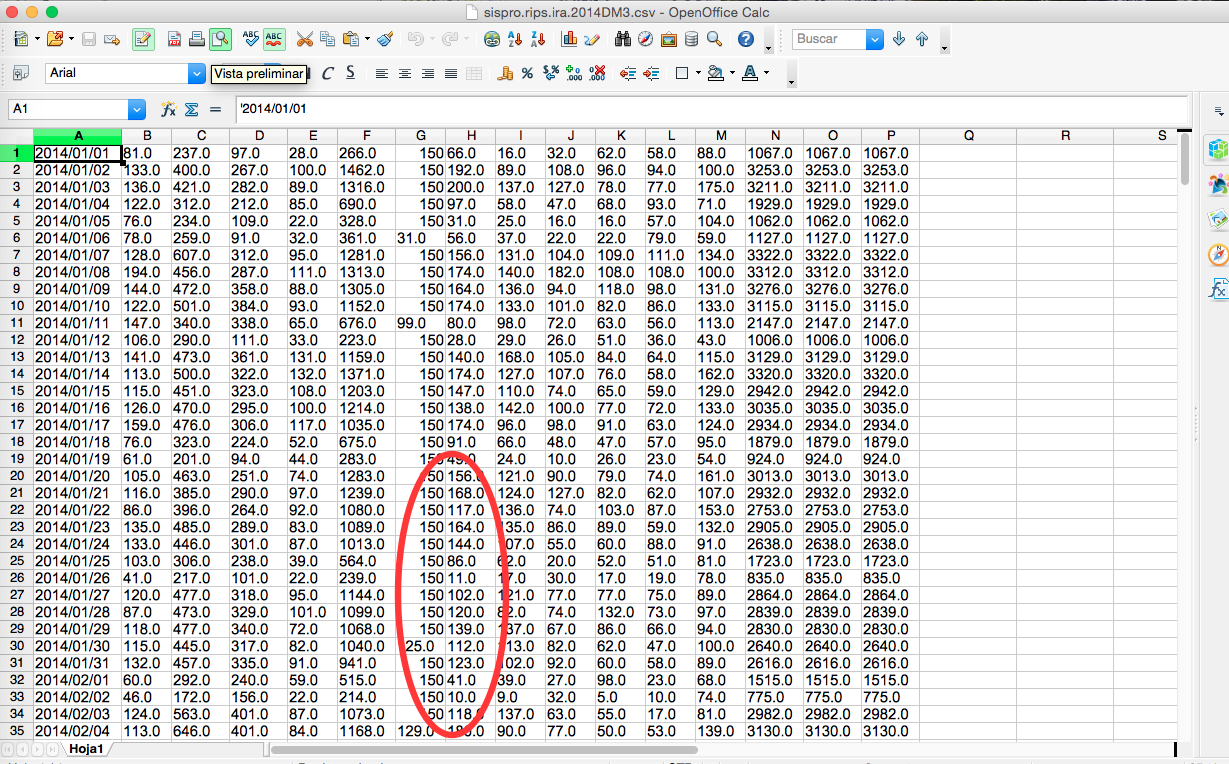 sispro.rips.ira.2014DM3.csv - OpenOffice Calc
Buscar
Arial
Vista preliminar
A1
'2014/01/01
A B C D E F G H I J K L M N O P Q R S
1 2014/01/01 81.0 237.0 97.0 28.0 266.0 150 66.0 16.0 32.0 62.0 58.0 88.0 1067.0 1067.0 1067.0
2 2014/01/02 133.0 400.0 267.0 100.0 1462.0 150 192.0 89.0 108.0 96.0 94.0 100.0 3253.0 3253.0 3253.0
3 2014/01/03 136.0 421.0 282.0 89.0 1316.0 150 200.0 137.0 127.0 78.0 77.0 175.0 3211.0 3211.0 3211.0
4 2014/01/04 122.0 312.0 212.0 85.0 690.0 150 97.0 58.0 47.0 68.0 93.0 71.0 1929.0 1929.0 1929.0
5 2014/01/05 76.0 234.0 109.0 22.0 328.0 150 31.0 25.0 16.0 16.0 57.0 104.0 1062.0 1062.0 1062.0
6 2014/01/06 78.0 259.0 91.0 32.0 361.0 31.0 56.0 37.0 22.0 22.0 79.0 59.0 1127.0 1127.0 1127.0
7 2014/01/07 128.0 607.0 312.0 95.0 1281.0 150 156.0 131.0 104.0 109.0 111.0 134.0 3322.0 3322.0 3322.0
8 2014/01/08 194.0 456.0 287.0 111.0 1313.0 150 174.0 140.0 182.0 108.0 108.0 100.0 3312.0 3312.0 3312.0
9 2014/01/09 144.0 472.0 358.0 88.0 1305.0 150 164.0 136.0 94.0 118.0 98.0 131.0 3276.0 3276.0 3276.0
10 2014/01/10 122.0 501.0 384.0 93.0 1152.0 150 174.0 133.0 101.0 82.0 86.0 133.0 3115.0 3115.0 3115.0
11 2014/01/11 147.0 340.0 338.0 65.0 676.0 99.0 80.0 98.0 72.0 63.0 56.0 113.0 2147.0 2147.0 2147.0
12 2014/01/12 106.0 290.0 111.0 33.0 223.0 150 28.0 29.0 26.0 51.0 36.0 43.0 1006.0 1006.0 1006.0
13 2014/01/13 141.0 473.0 361.0 131.0 1159.0 150 140.0 168.0 105.0 84.0 64.0 115.0 3129.0 3129.0 3129.0
14 2014/01/14 113.0 500.0 322.0 132.0 1371.0 150 174.0 127.0 107.0 76.0 58.0 162.0 3320.0 3320.0 3320.0
15 2014/01/15 115.0 451.0 323.0 108.0 1203.0 150 147.0 110.0 74.0 65.0 59.0 129.0 2942.0 2942.0 2942.0
16 2014/01/16 126.0 470.0 295.0 100.0 1214.0 150 138.0 142.0 100.0 77.0 72.0 133.0 3035.0 3035.0 3035.0
17 2014/01/17 159.0 476.0 306.0 117.0 1035.0 150 174.0 96.0 98.0 91.0 63.0 124.0 2934.0 2934.0 2934.0
18 2014/01/18 76.0 323.0 224.0 52.0 675.0 150 91.0 66.0 48.0 47.0 57.0 95.0 1879.0 1879.0 1879.0
19 2014/01/19 61.0 201.0 94.0 44.0 283.0 150 49.0 24.0 10.0 26.0 23.0 54.0 924.0 924.0 924.0
20 2014/01/20 105.0 463.0 251.0 74.0 1283.0 150 156.0 121.0 90.0 79.0 74.0 161.0 3013.0 3013.0 3013.0
21 2014/01/21 116.0 385.0 290.0 97.0 1239.0 150 168.0 124.0 127.0 82.0 62.0 107.0 2932.0 2932.0 2932.0
22 2014/01/22 86.0 396.0 264.0 92.0 1080.0 150 117.0 136.0 74.0 103.0 87.0 153.0 2753.0 2753.0 2753.0
23 2014/01/23 135.0 485.0 289.0 83.0 1089.0 150 164.0 135.0 86.0 89.0 59.0 132.0 2905.0 2905.0 2905.0
24 2014/01/24 133.0 446.0 301.0 87.0 1013.0 150 144.0 107.0 55.0 60.0 88.0 91.0 2638.0 2638.0 2638.0
25 2014/01/25 103.0 306.0 238.0 39.0 564.0 150 86.0 62.0 20.0 52.0 51.0 81.0 1723.0 1723.0 1723.0
26 2014/01/26 41.0 217.0 101.0 22.0 239.0 150 11.0 17.0 30.0 17.0 19.0 78.0 835.0 835.0 835.0
27 2014/01/27 120.0 477.0 318.0 95.0 1144.0 150 102.0 121.0 77.0 77.0 75.0 89.0 2864.0 2864.0 2864.0
28 2014/01/28 87.0 473.0 329.0 101.0 1099.0 150 120.0 82.0 74.0 132.0 73.0 97.0 2839.0 2839.0 2839.0
29 2014/01/29 118.0 477.0 340.0 72.0 1068.0 150 139.0 137.0 67.0 86.0 66.0 94.0 2830.0 2830.0 2830.0
30 2014/01/30 115.0 445.0 317.0 82.0 1040.0 112.0 113.0 82.0 62.0 47.0 100.0 2640.0 2640.0 2640.0
31 2014/01/31 132.0 457.0 335.0 91.0 941.0 150 123.0 102.0 92.0 60.0 58.0 89.0 2616.0 2616.0 2616.0
32 2014/02/01 60.0 292.0 240.0 59.0 515.0 150 41.0 39.0 27.0 98.0 23.0 68.0 1515.0 1515.0 1515.0
33 2014/02/02 46.0 172.0 156.0 22.0 214.0 150 10.0 9.0 32.0 5.0 10.0 74.0 775.0 775.0 775.0
34 2014/02/03 124.0 563.0 401.0 87.0 1073.0 150 118.0 137.0 63.0 55.0 17.0 81.0 2982.0 2982.0 2982.0
35 2014/02/04 113.0 646.0 401.0 84.0 1168.0 129.0 90.0 77.0 50.0 53.0 139.0 3130.0 3130.0 3130.0
Hoja1